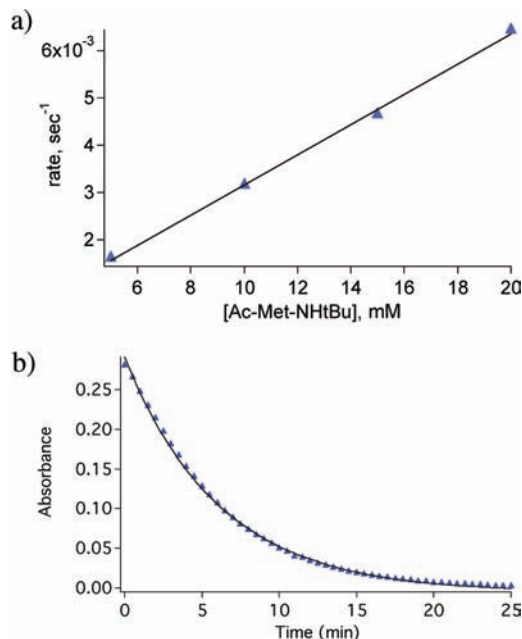 a)
6x10⁻³
5
4
3
2
rate, sec⁻¹
6 8 10 12 14 16 18 20
[Ac-Met-NHtBu], mM
b)
0.25
0.20
0.15
0.10
0.05
0.00
Absorbance
0 5 10 15 20 25
Time (min)